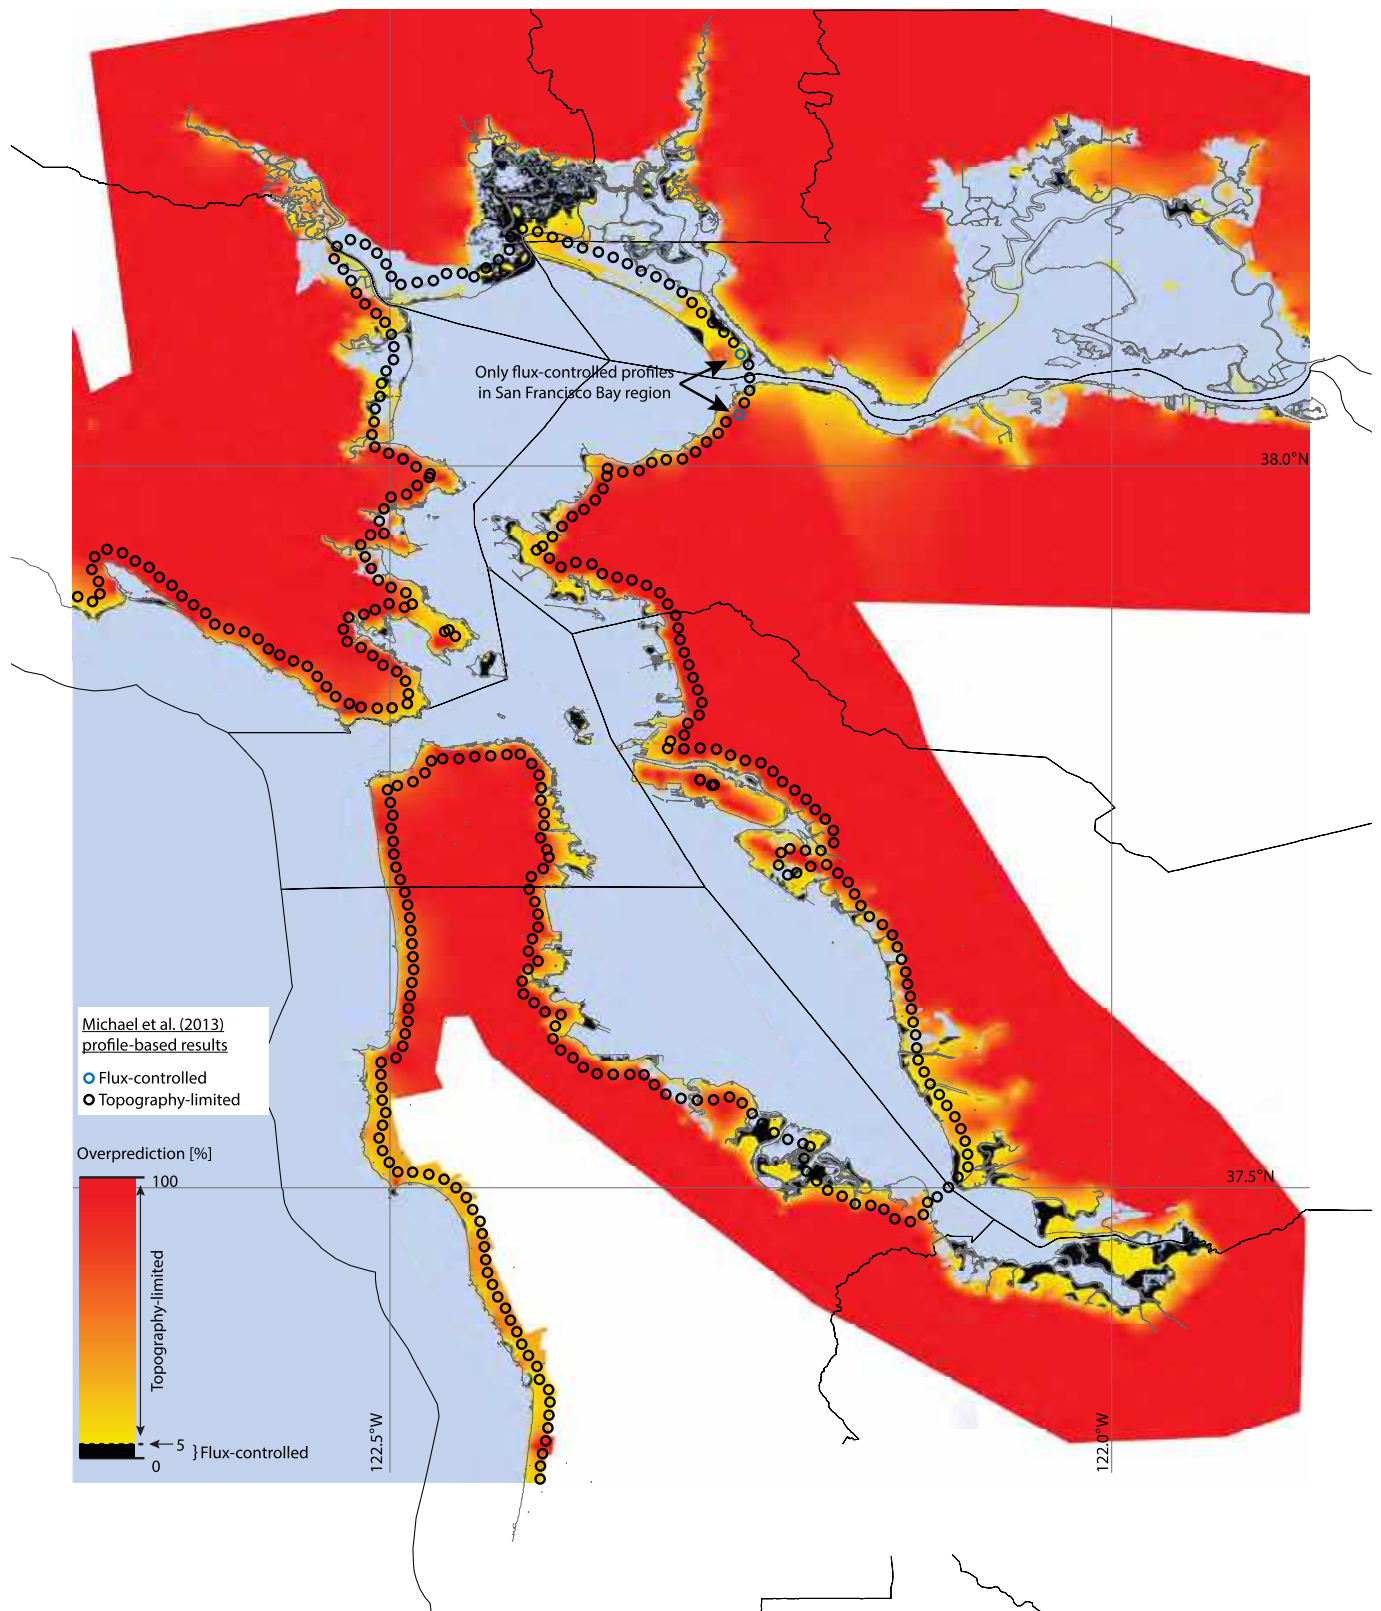 Only flux-controlled profiles
in San Francisco Bay region
38.0°N
Michael et al. (2013)
profile-based results
Flux-controlled
Topography-limited
Overprediction [%]
100
Topography-limited
5
} Flux-controlled
0
37.5°N
122.5°W
122.0°W